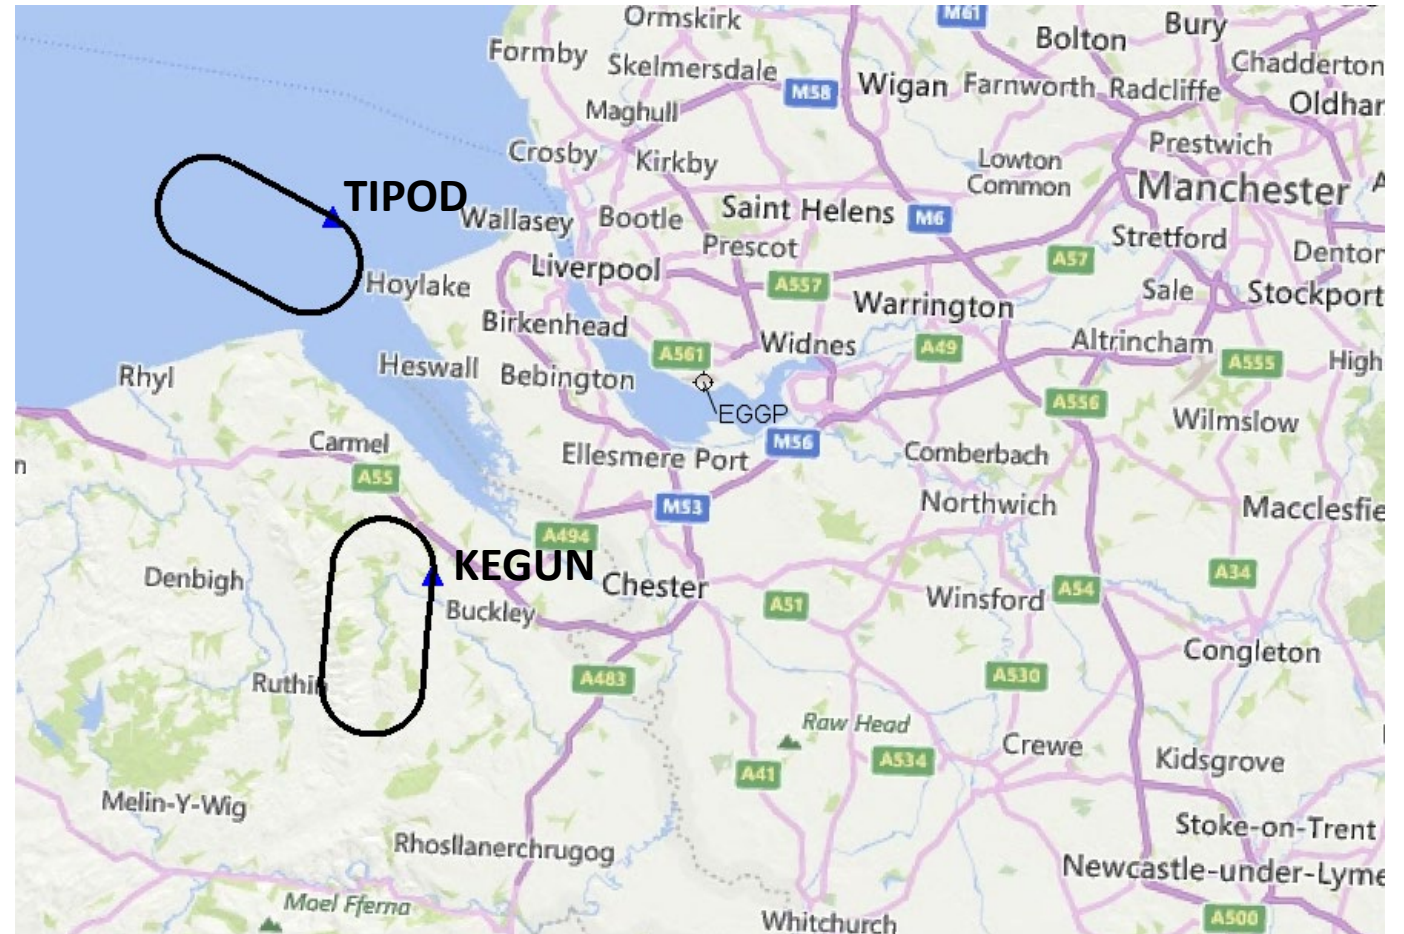 Ormskirk
M61
Bury
Bolton
Formby
Skelmersdale
Chadderton
M58
Wigan
Farnworth
Radcliffe
Oldhar
Maghull
Prestwich
Crosby
Kirkby
Lowton
Common
Manchester
A
TIPOD
Wallasey
Bootle
Saint Helens
M6
Stretford
Prescot
Denton
A57
Liverpool
Hoylake
A557
Sale
Stockport
Warrington
Birkenhead
Widnes
A49
Altrincham
A561
A555
High
Rhyl
Heswall
Bebington
EGGP
A556
Wilmslow
Carmel
M56
n
Ellesmere Port
Comberbach
A55
M53
Northwich
Macclesfie
A494
KEGUN
Denbigh
Chester
A34
A54
Buckley
A51
Winsford
Congleton
Ruthin
A483
A530
Raw Head
Crewe
A534
Kidsgrove
A41
Melin-Y-Wig
Stoke-on-Trent
Rhosllanerchrugog
Newcastle-under-Lyme
Moel Fferna
Whitchurch
A500